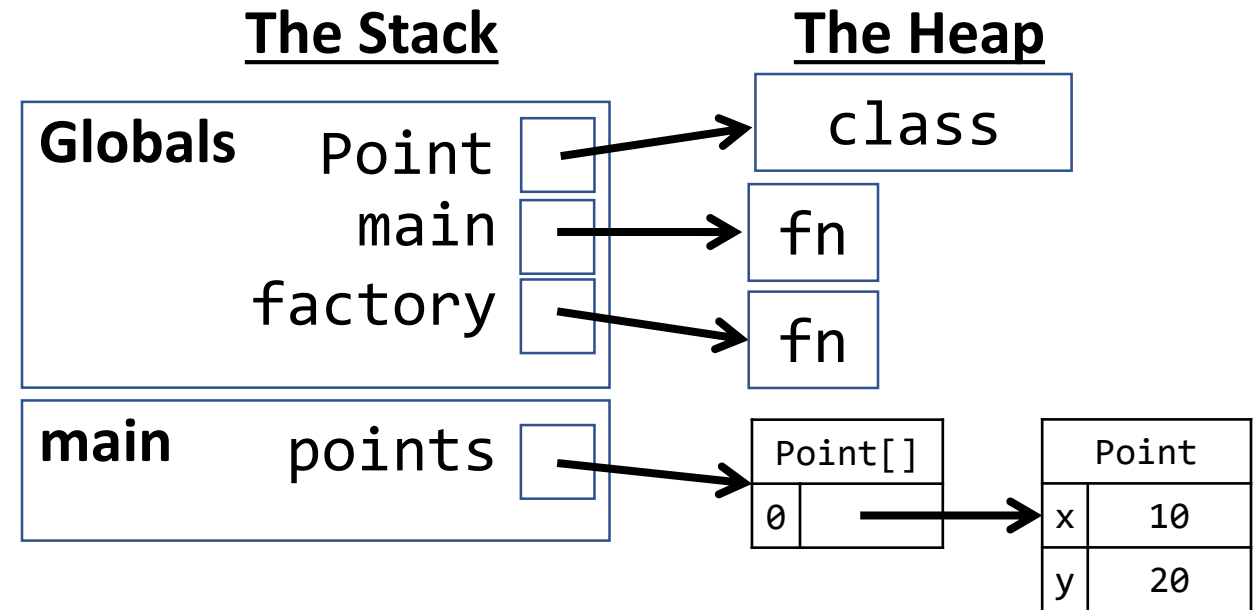 The Stack
The Heap
Globals
Point
class
main
fn
factory
fn
main
points
Point[]
Point
0
x
10
y
20